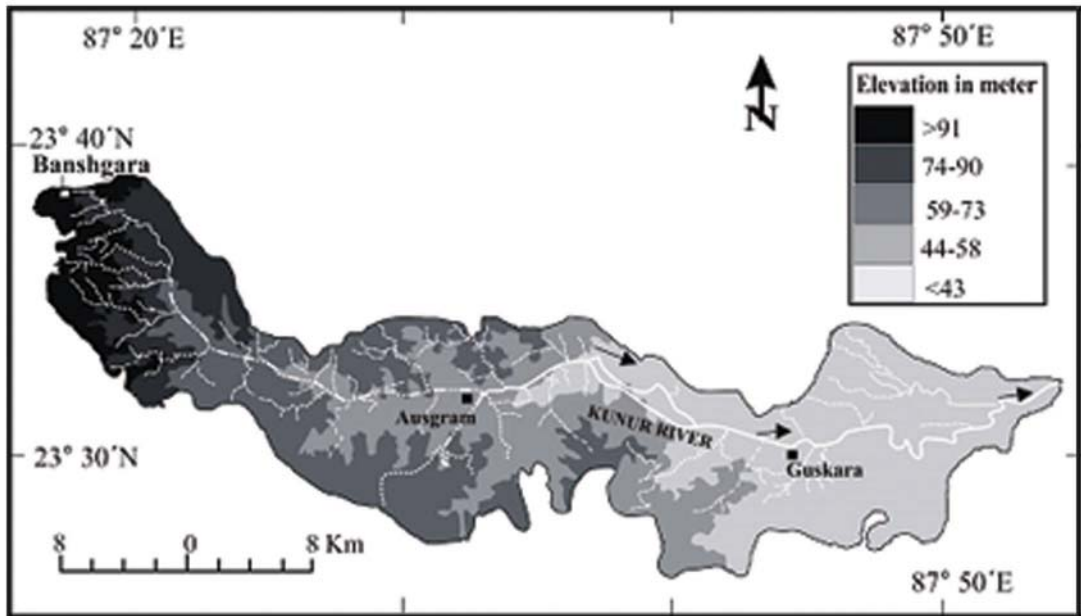 87° 20´E
87° 50´E
Elevation in meter
>91
74-90
59-73
44-58
<43
N
23° 40´N
Banshgara
Ausgram
KUNUR RIVER
23° 30´N
Guskara
8 0 8 Km
87° 50´E